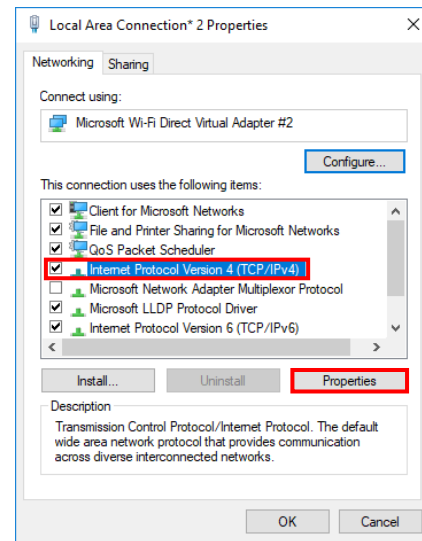 Local Area Connection* 2 Properties
Networking
Sharing
Connect using:
Microsoft Wi-Fi Direct Virtual Adapter #2
Configure...
This connection uses the following items:
Client for Microsoft Networks
File and Printer Sharing for Microsoft Networks
QoS Packet Scheduler
Internet Protocol Version 4 (TCP/IPv4)
Microsoft Network Adapter Multiplexor Protocol
Microsoft LLDP Protocol Driver
Internet Protocol Version 6 (TCP/IPv6)
Install...
Uninstall
Properties
Description
Transmission Control Protocol/Internet Protocol. The default
wide area network protocol that provides communication
across diverse interconnected networks.
OK
Cancel